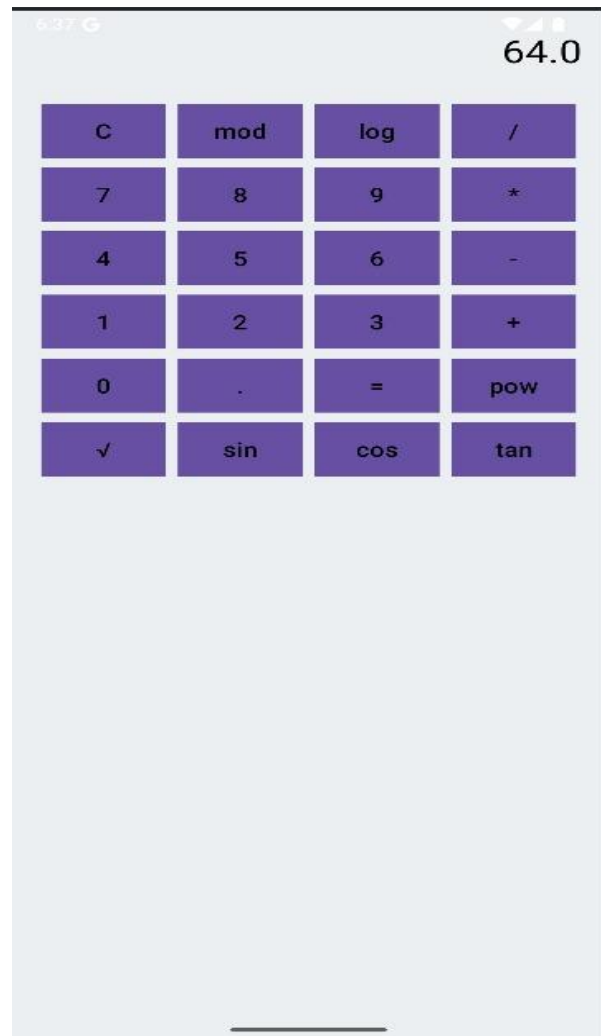 6:37 G
64.0
C mod log /
7 8 9 *
4 5 6 -
1 2 3 +
0 . = pow
√ sin cos tan